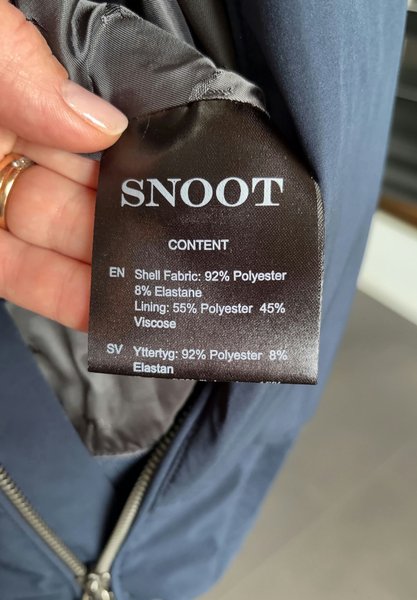 SNOOT
CONTENT
EN Shell Fabric: 92% Polyester
8% Elastane
Lining: 55% Polyester 45%
Viscose
SV Yttertyg: 92% Polyester 8%
Elastan